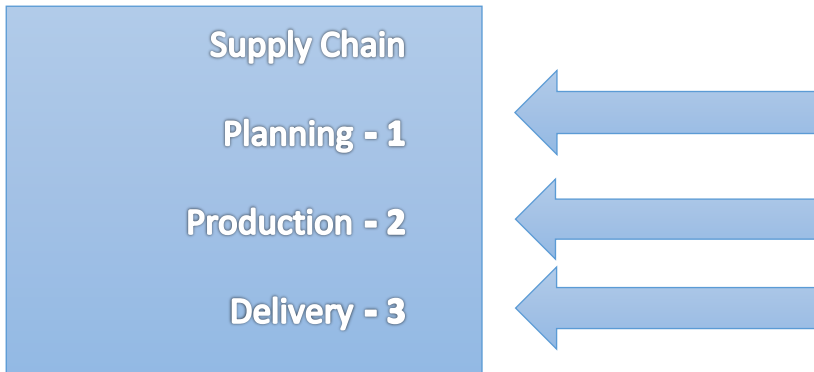 Supply Chain
Planning - 1
Production - 2
Delivery - 3